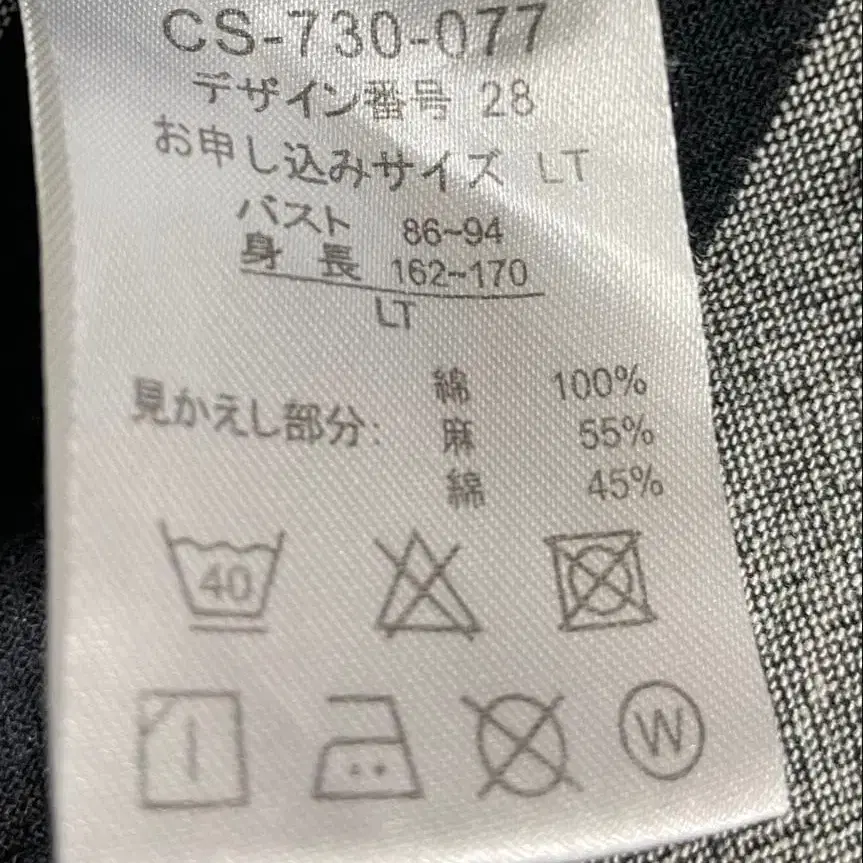 CS-730-077
デザイン番号 28
お申し込みサイズ LT
バスト 86~94
身 長 162~170
LT
綿 100%
見かえし部分: 麻 55%
綿 45%
40
W